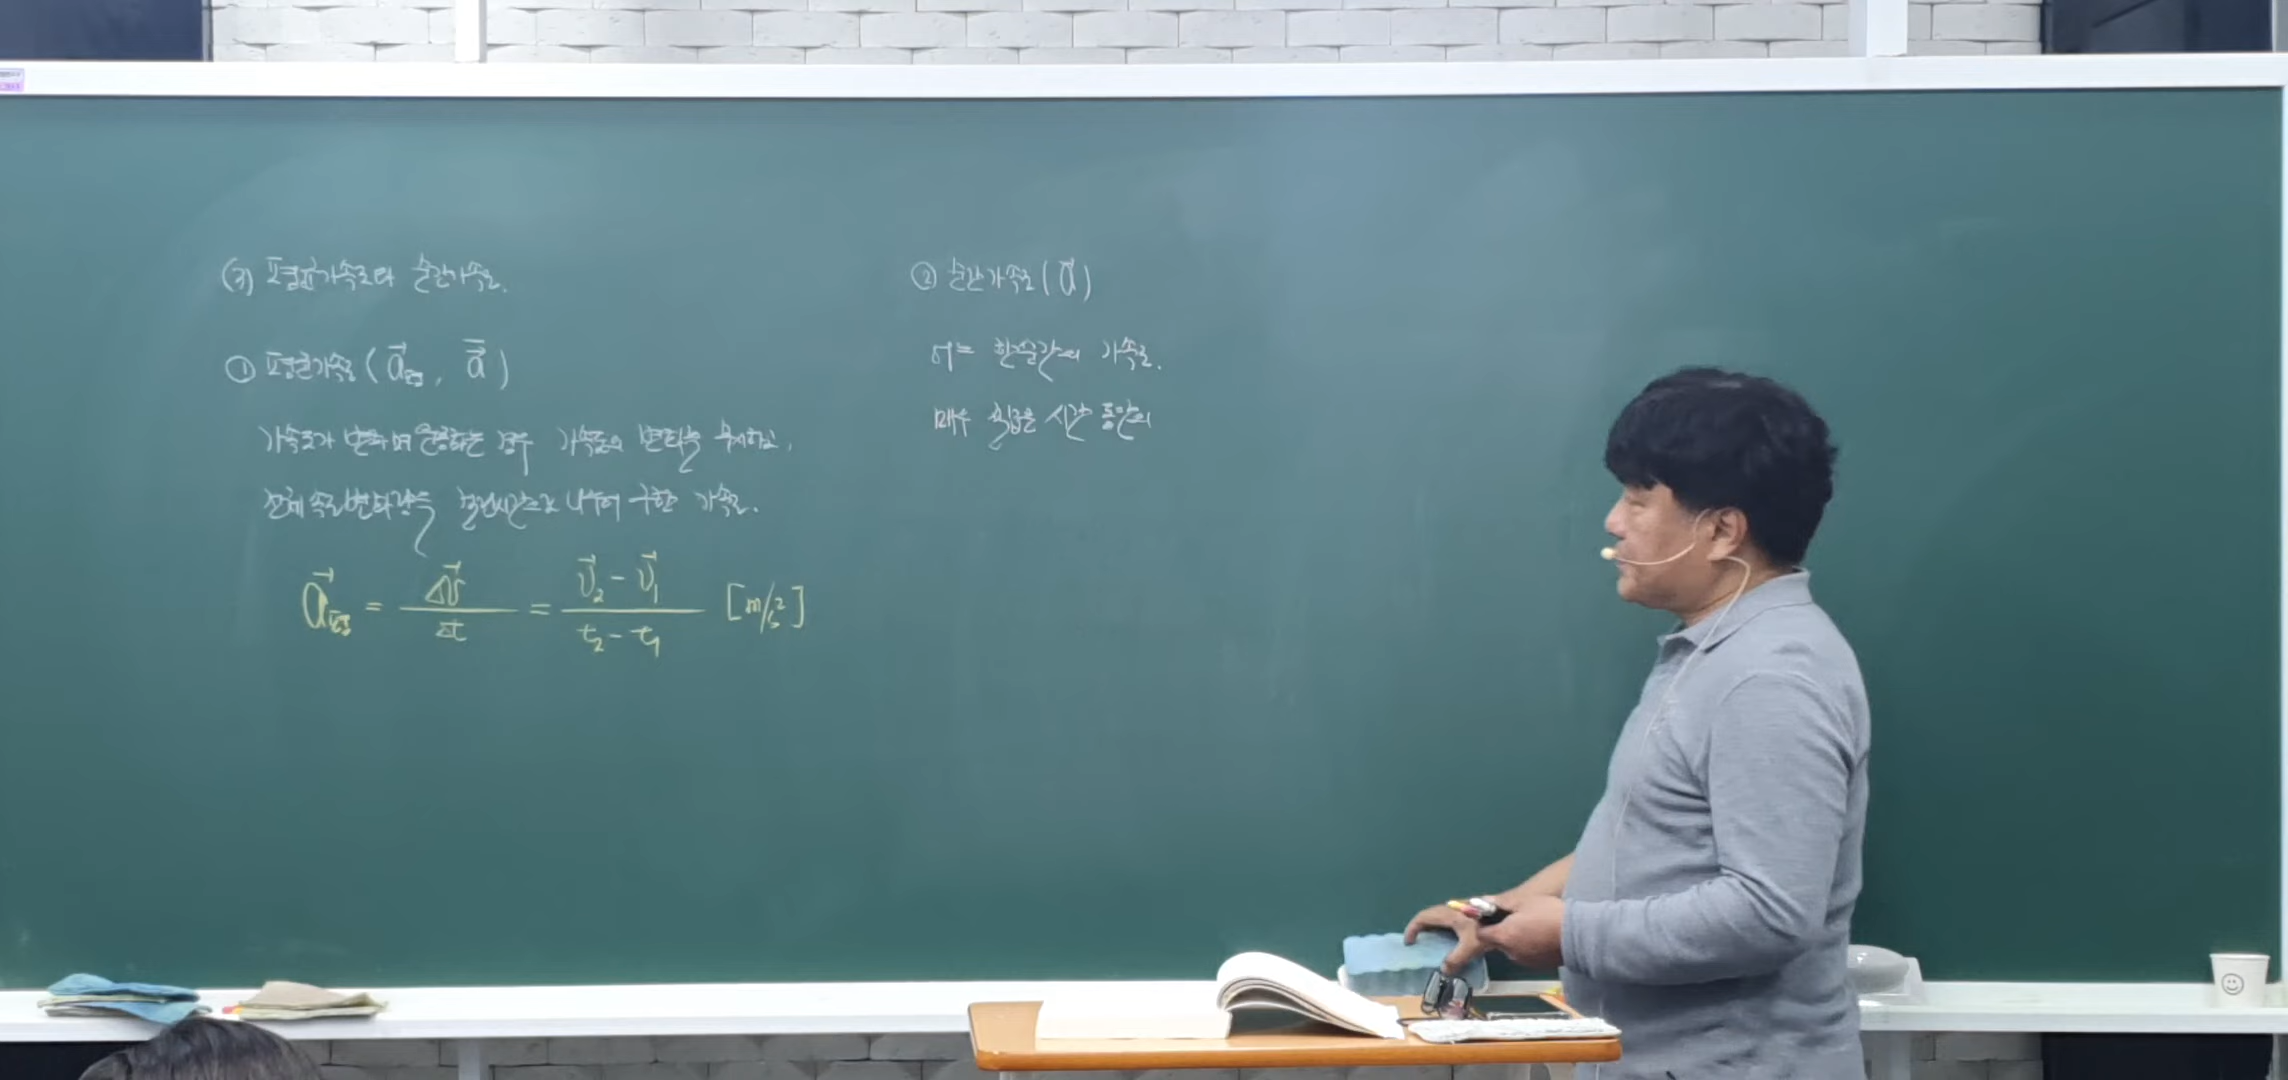 (3) 평균가속도와 순간가속도.
① 평균가속도 (a⃗평균, a⃗̄)
가속도가 변하며 운동하는 경우 가속도의 변화를 무시하고,
전체 속도변화량을 걸린시간으로 나누어 구한 가속도.
a⃗평균 = Δv⃗/Δt = (v⃗₂ - v⃗₁)/(t₂ - t₁) [m/s²]
② 순간가속도 (a⃗)
어느 한순간의 가속도.
매우 짧은 시간 동안의